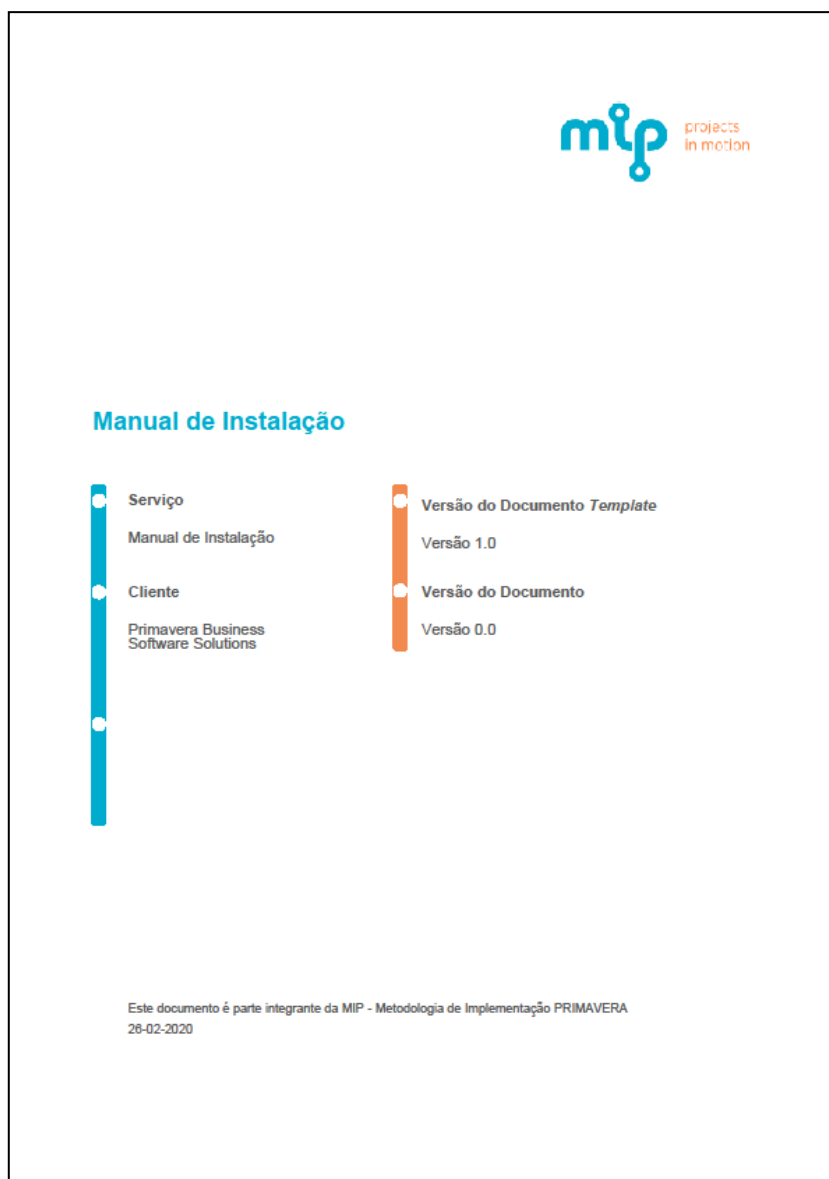 mip
projects
in motion
Manual de Instalação
Serviço
Manual de Instalação
Cliente
Primavera Business
Software Solutions
Versão do Documento Template
Versão 1.0
Versão do Documento
Versão 0.0
Este documento é parte integrante da MIP - Metodologia de Implementação PRIMAVERA
26-02-2020